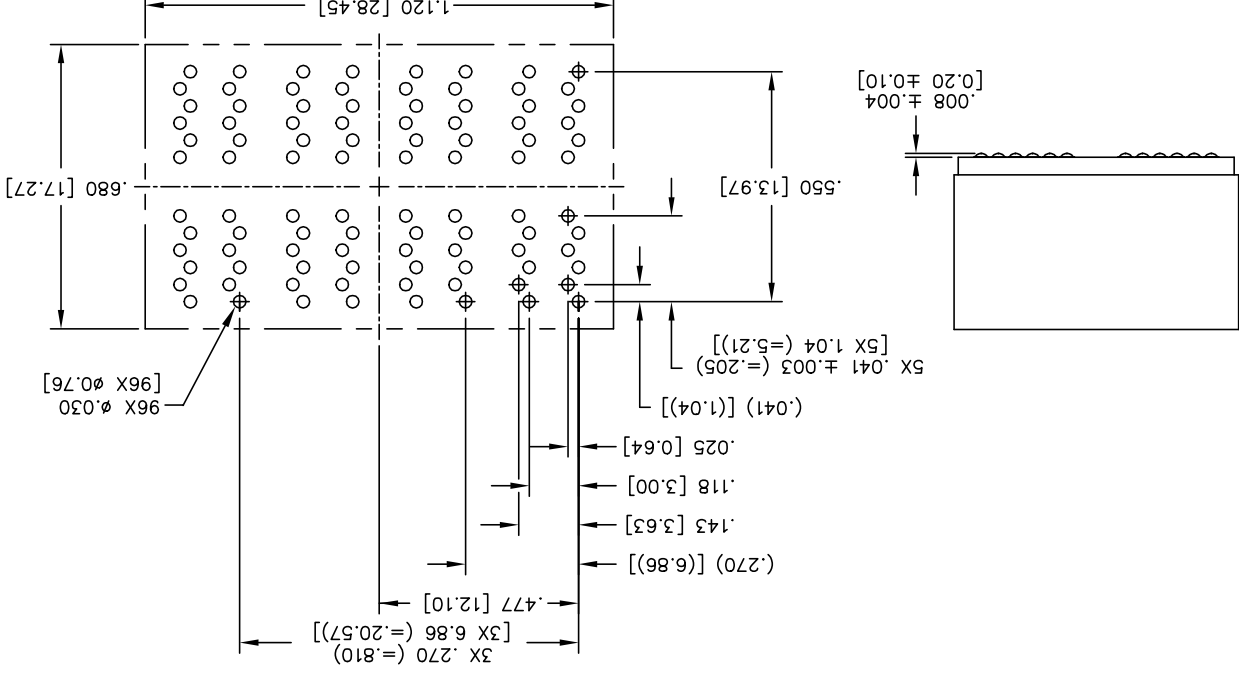 3X .270 (=.810)
[3X 6.86 (=.20.57)]
.477 [12.10]
(.270) [(6.86)]
.143 [3.63]
.118 [3.00]
.025 [0.64]
(.041) [(1.04)]
96X ø.030
[96X ø0.76]
5X .041 ± .003 (=.205)
[5X 1.04 (=5.21)]
.550 [13.97]
.680 [17.27]
.008 ±.004
[0.20 ±0.10]
1.120 [28.45]